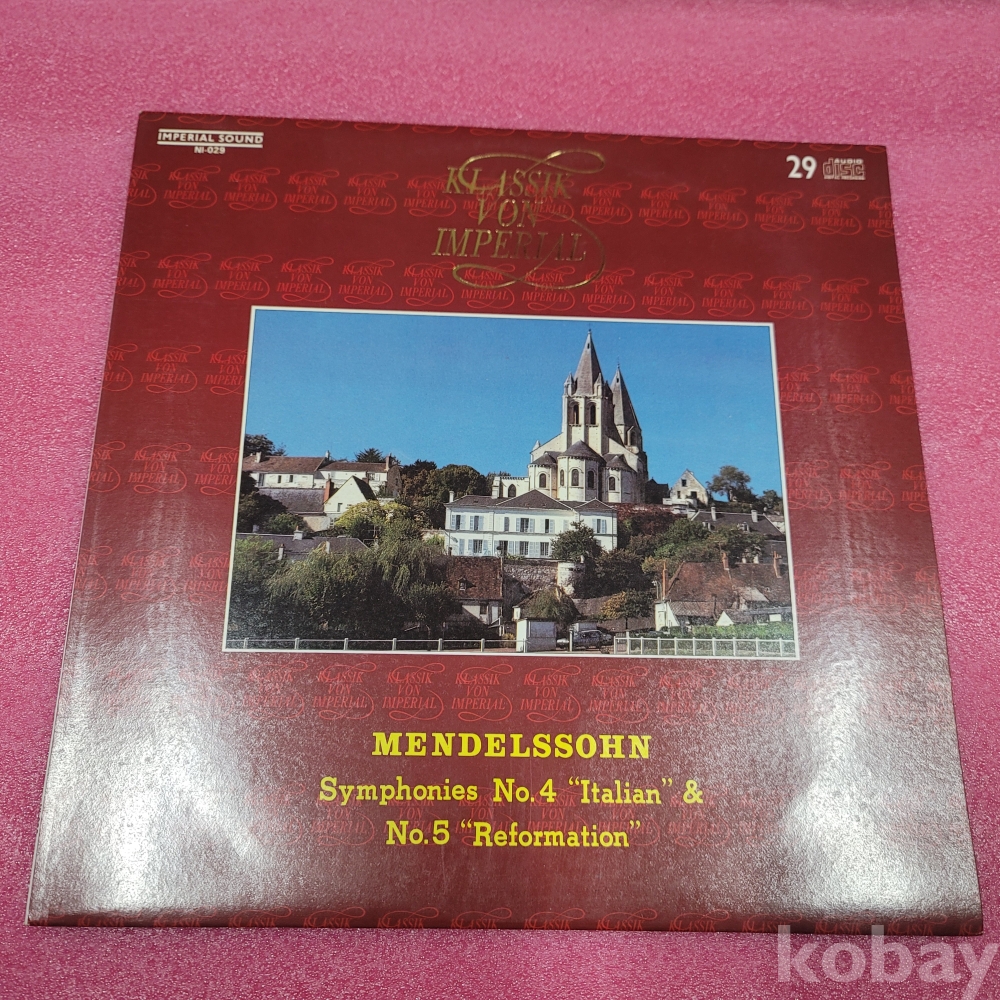 IMPERIAL SOUND
NI-029
KLASSIK
VON
IMPERIAL
29
AUDIO
disc
MENDELSSOHN
Symphonies No.4 “Italian” &
No.5 “Reformation”
kobay